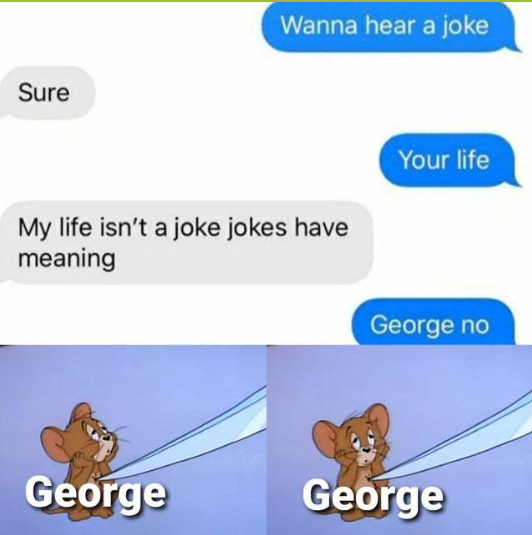 Wanna hear a joke
Sure
Your life
My life isn't a joke jokes have
meaning
George no
George
George